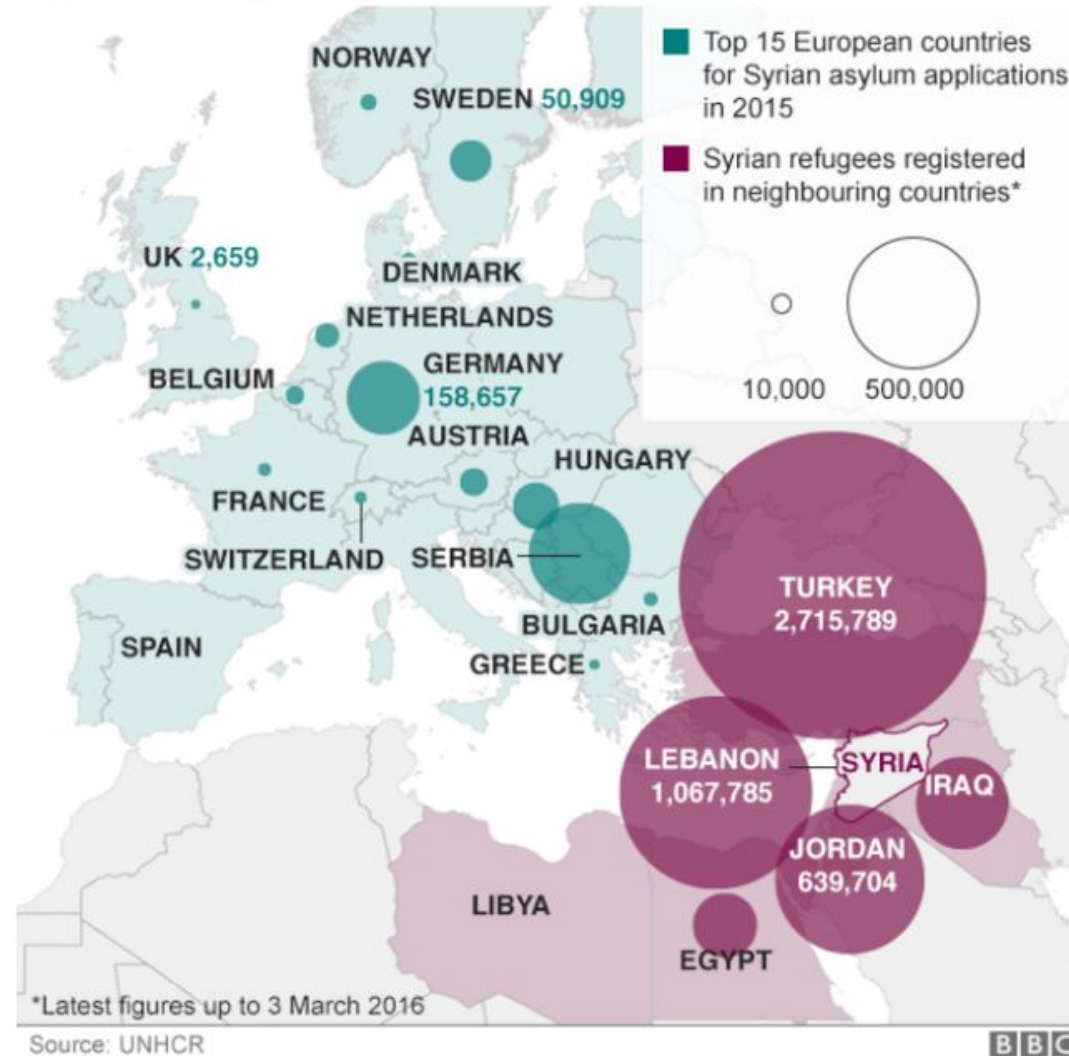 NORWAY
SWEDEN 50,909
UK 2,659
DENMARK
NETHERLANDS
GERMANY
158,657
BELGIUM
AUSTRIA
HUNGARY
FRANCE
SWITZERLAND
SERBIA
BULGARIA
SPAIN
GREECE
Top 15 European countries
for Syrian asylum applications
in 2015
Syrian refugees registered
in neighbouring countries*
10,000
500,000
TURKEY
2,715,789
LEBANON
1,067,785
SYRIA
IRAQ
JORDAN
639,704
LIBYA
EGYPT
*Latest figures up to 3 March 2016
Source: UNHCR
BBC